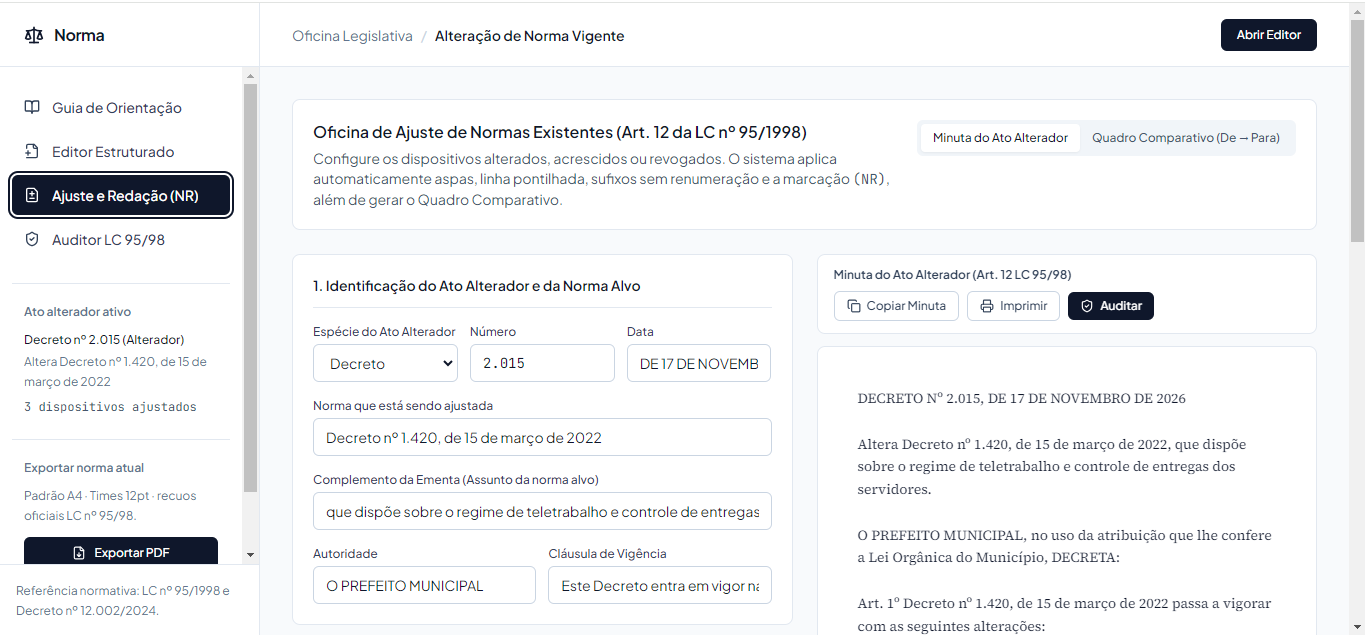 Norma
Oficina Legislativa / Alteração de Norma Vigente
Abrir Editor
Guia de Orientação
Editor Estruturado
Ajuste e Redação (NR)
Auditor LC 95/98
Ato alterador ativo
Decreto nº 2.015 (Alterador)
Altera Decreto nº 1.420, de 15 de
março de 2022
3 dispositivos ajustados
Exportar norma atual
Padrão A4 · Times 12pt · recuos
oficiais LC nº 95/98.
Exportar PDF
Referência normativa: LC nº 95/1998 e
Decreto nº 12.002/2024.
Oficina de Ajuste de Normas Existentes (Art. 12 da LC nº 95/1998)
Configure os dispositivos alterados, acrescidos ou revogados. O sistema aplica
automaticamente aspas, linha pontilhada, sufixos sem renumeração e a marcação (NR),
além de gerar o Quadro Comparativo.
Minuta do Ato Alterador
Quadro Comparativo (De → Para)
1. Identificação do Ato Alterador e da Norma Alvo
Espécie do Ato Alterador
Número
Data
Decreto
2.015
DE 17 DE NOVEMB
Norma que está sendo ajustada
Decreto nº 1.420, de 15 de março de 2022
Complemento da Ementa (Assunto da norma alvo)
que dispõe sobre o regime de teletrabalho e controle de entregas
Autoridade
Cláusula de Vigência
O PREFEITO MUNICIPAL
Este Decreto entra em vigor na
Minuta do Ato Alterador (Art. 12 LC 95/98)
Copiar Minuta
Imprimir
Auditar
DECRETO Nº 2.015, DE 17 DE NOVEMBRO DE 2026
Altera Decreto nº 1.420, de 15 de março de 2022, que dispõe
sobre o regime de teletrabalho e controle de entregas dos
servidores.
O PREFEITO MUNICIPAL, no uso da atribuição que lhe confere
a Lei Orgânica do Município, DECRETA:
Art. 1º Decreto nº 1.420, de 15 de março de 2022 passa a vigorar
com as seguintes alterações: